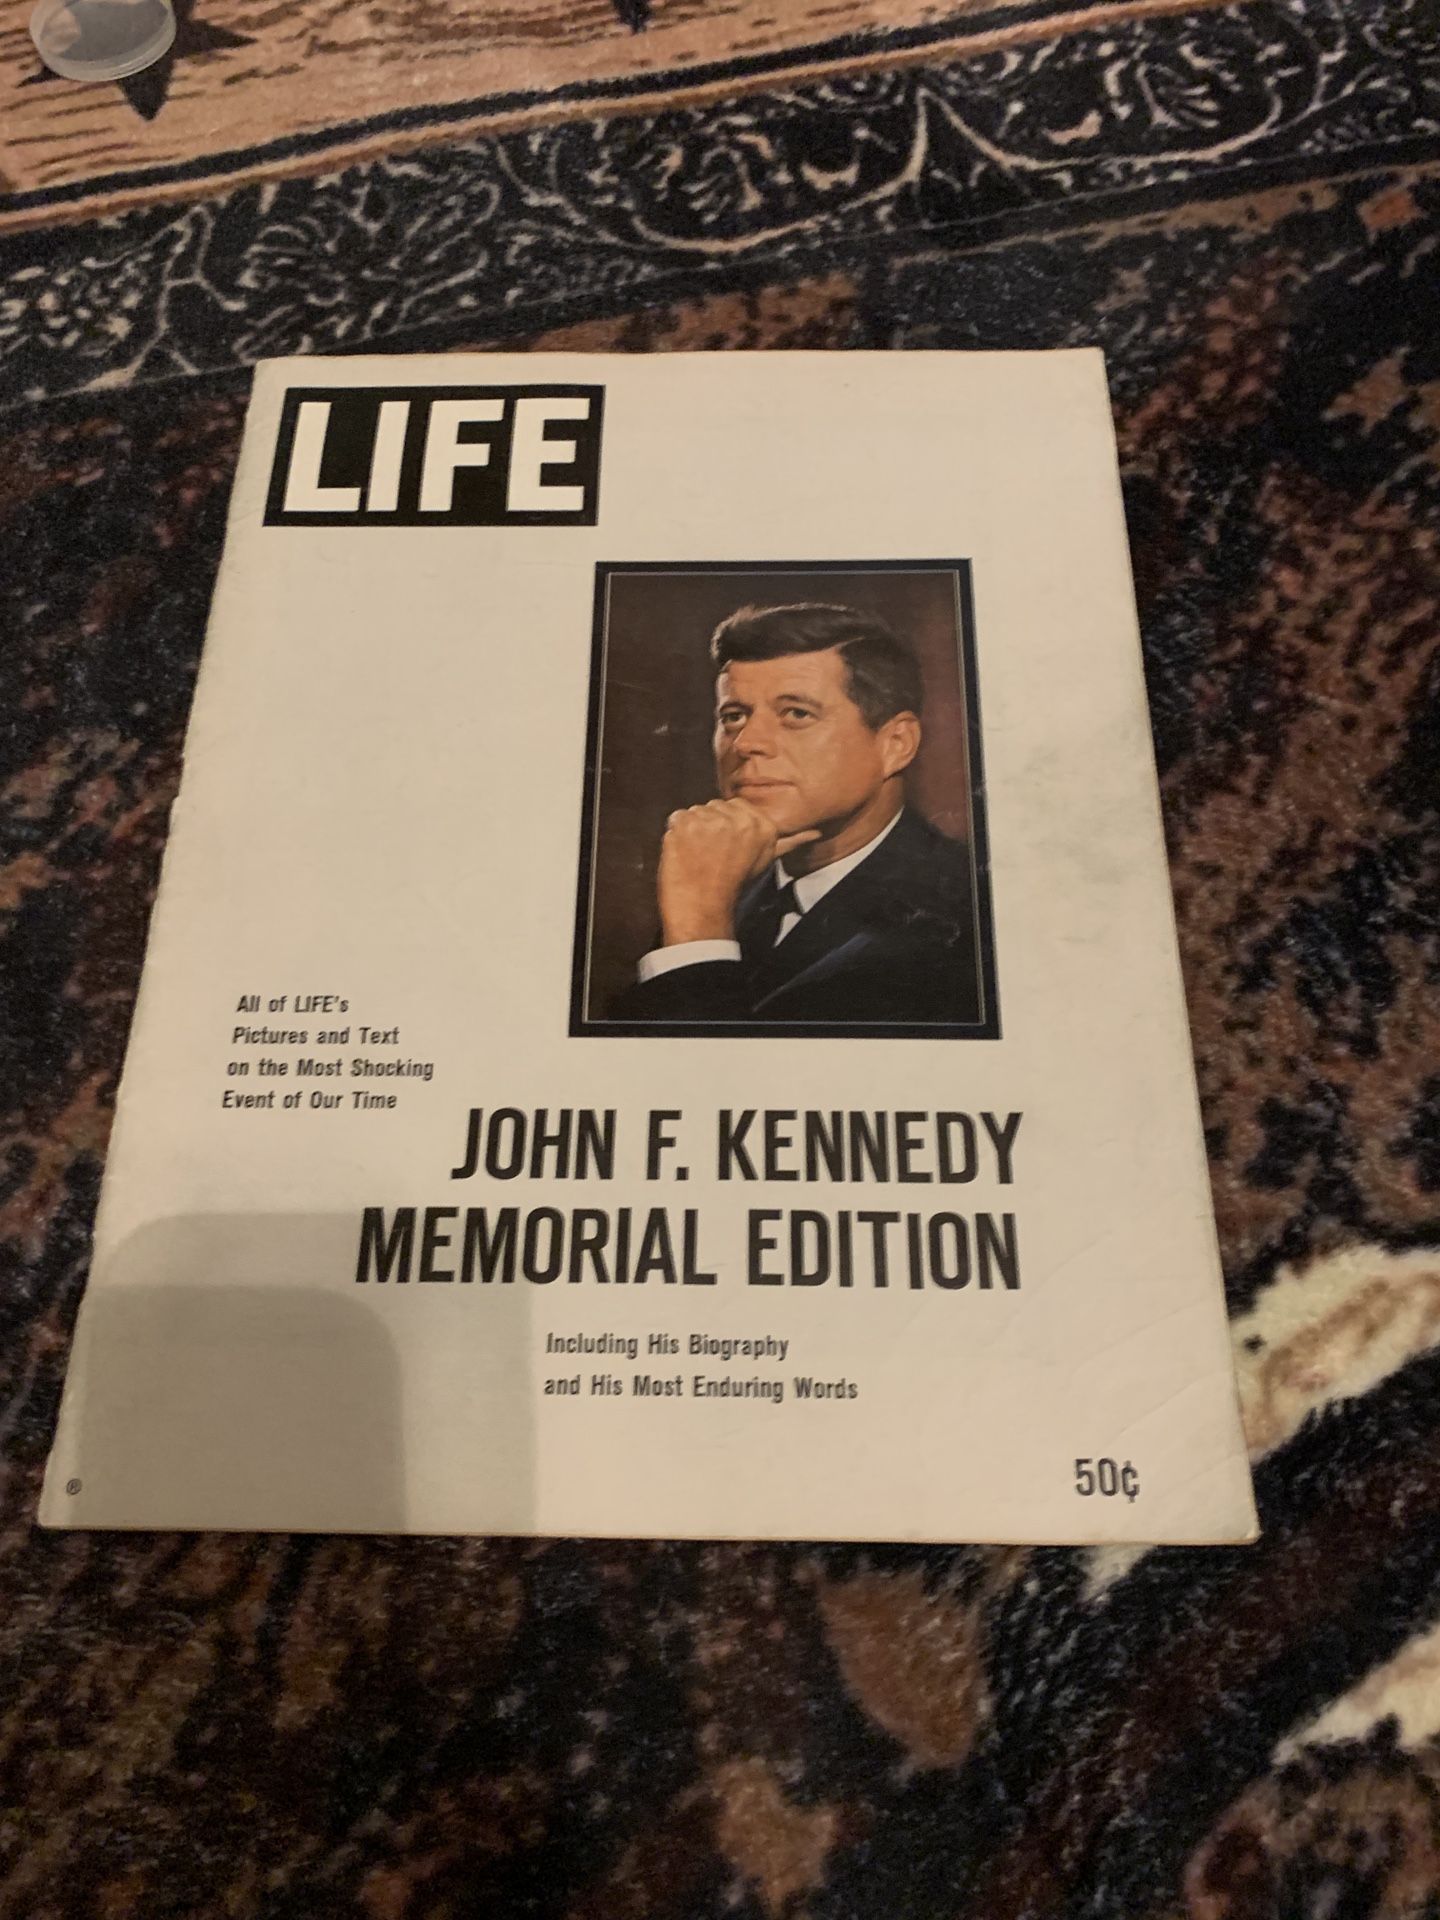 LIFE
All of LIFE's
Pictures and Text
on the Most Shocking
Event of Our Time
JOHN F. KENNEDY
MEMORIAL EDITION
Including His Biography
and His Most Enduring Words
50¢
®